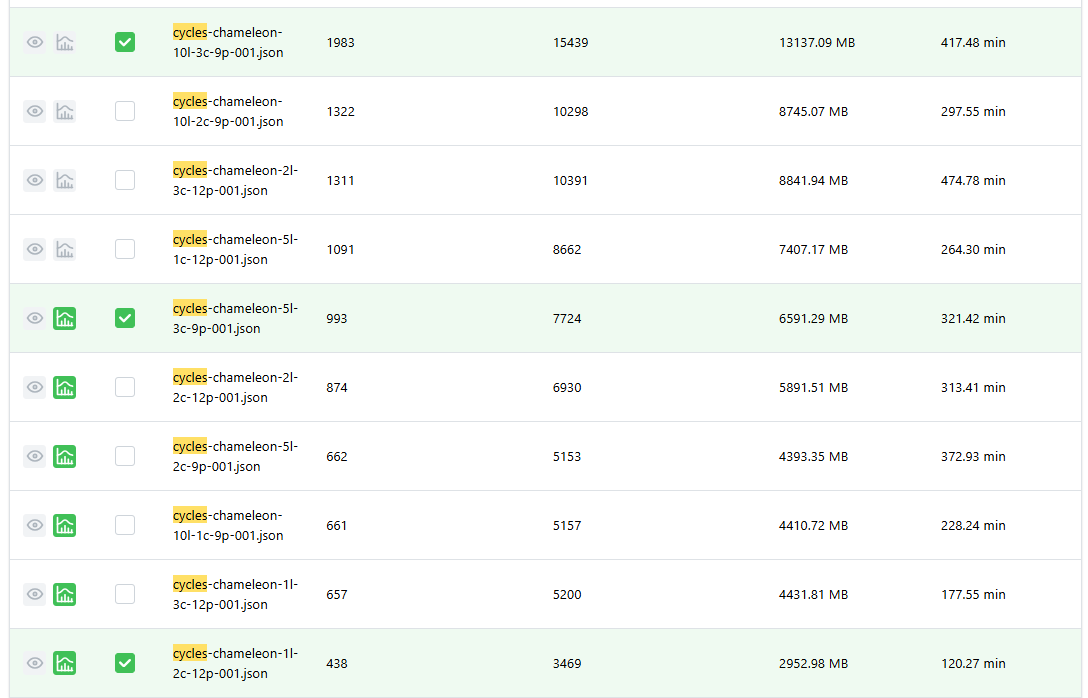 cycles-chameleon-
10l-3c-9p-001.json
1983
15439
13137.09 MB
417.48 min
cycles-chameleon-
10l-2c-9p-001.json
1322
10298
8745.07 MB
297.55 min
cycles-chameleon-2l-
3c-12p-001.json
1311
10391
8841.94 MB
474.78 min
cycles-chameleon-5l-
1c-12p-001.json
1091
8662
7407.17 MB
264.30 min
cycles-chameleon-5l-
3c-9p-001.json
993
7724
6591.29 MB
321.42 min
cycles-chameleon-2l-
2c-12p-001.json
874
6930
5891.51 MB
313.41 min
cycles-chameleon-5l-
2c-9p-001.json
662
5153
4393.35 MB
372.93 min
cycles-chameleon-
10l-1c-9p-001.json
661
5157
4410.72 MB
228.24 min
cycles-chameleon-1l-
3c-12p-001.json
657
5200
4431.81 MB
177.55 min
cycles-chameleon-1l-
2c-12p-001.json
438
3469
2952.98 MB
120.27 min